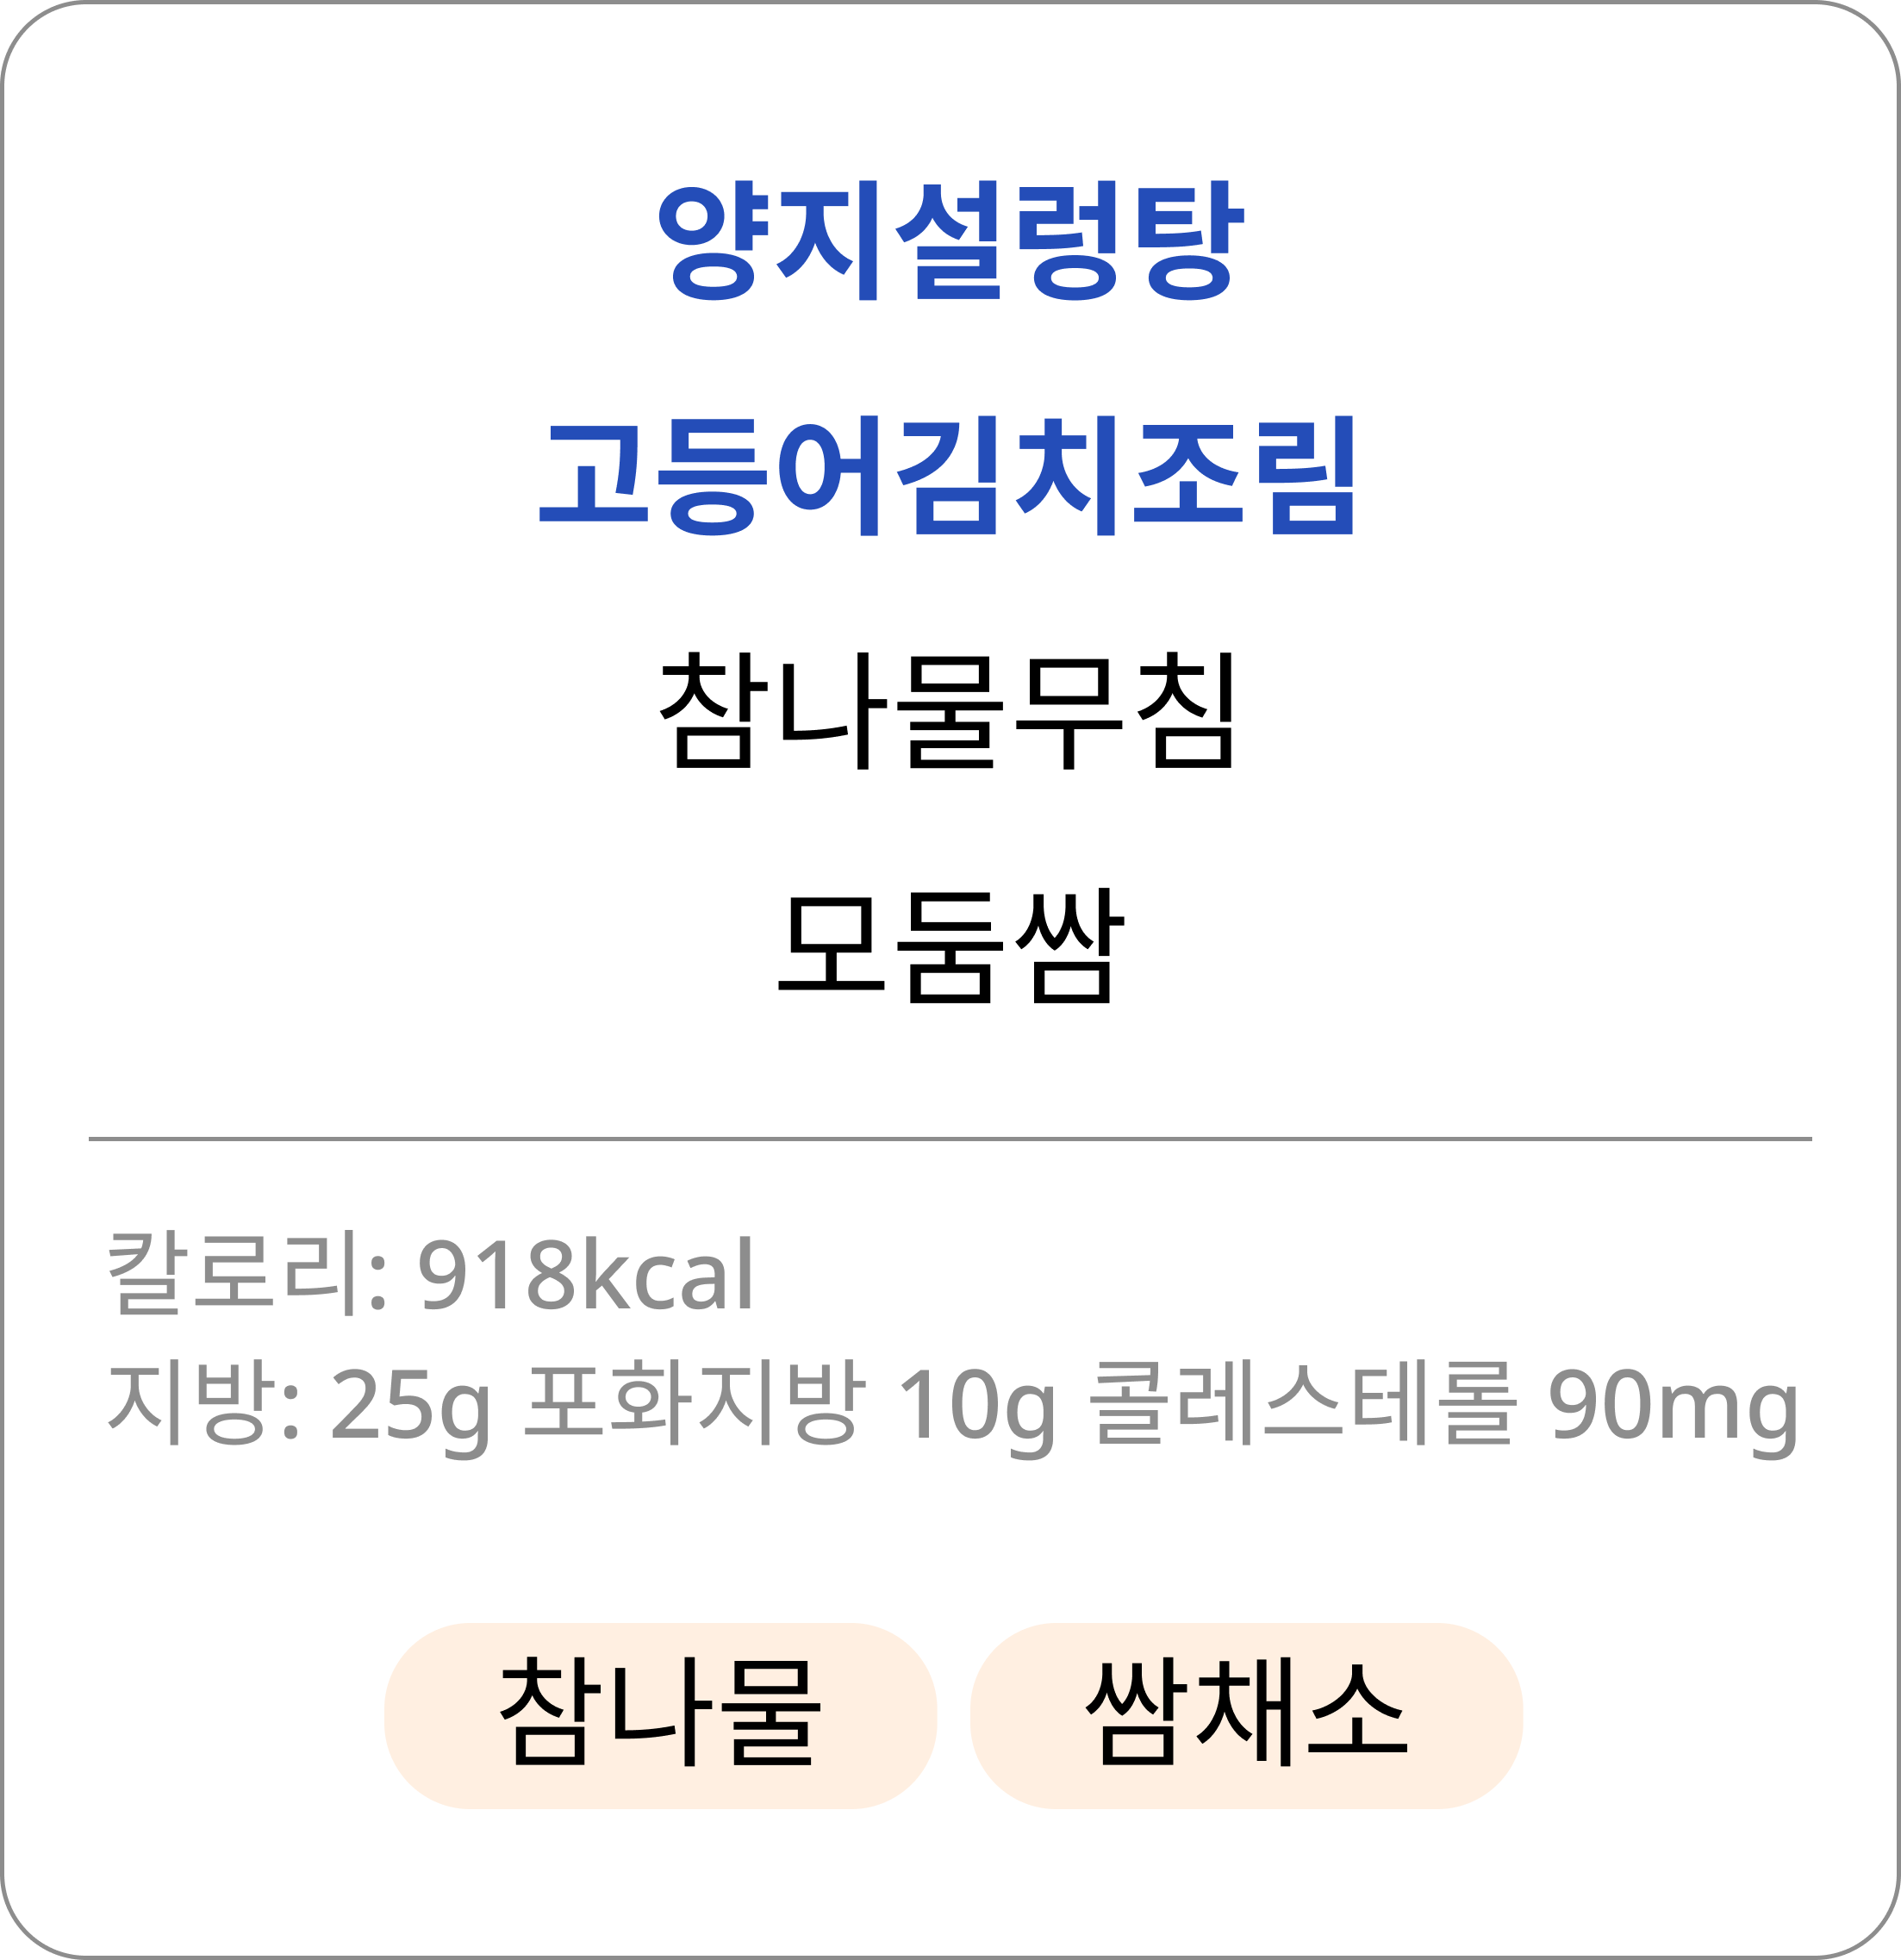 양지설렁탕
고등어김치조림
참나물무침
모둠쌈
칼로리: 918kcal
지방: 25g 포화지방 10g 콜레스테롤 90mg
참나물 쌈채소